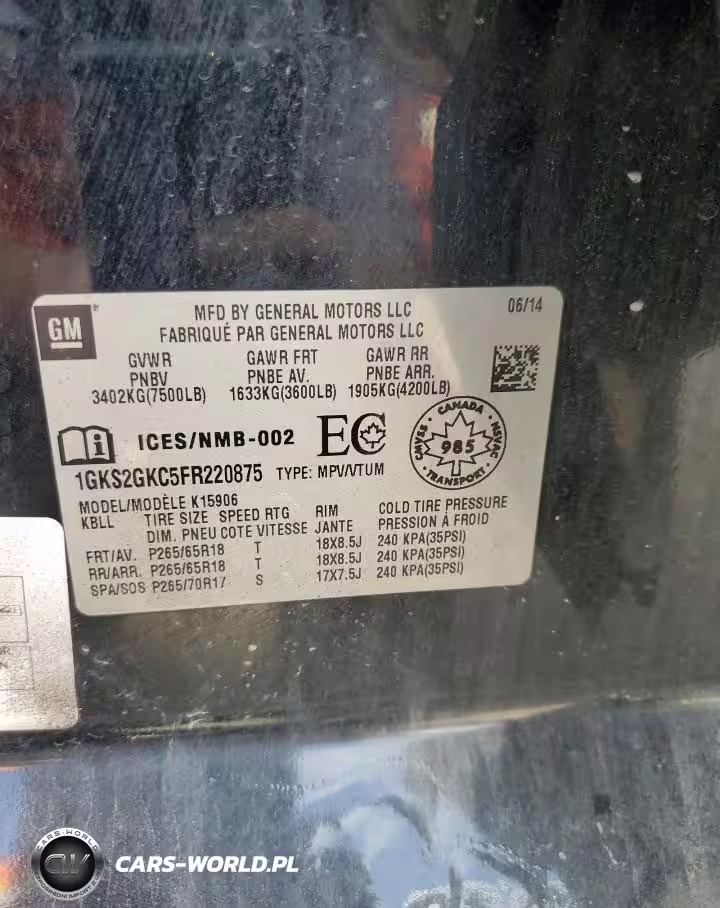 GM
MFD BY GENERAL MOTORS LLC
06/14
FABRIQUÉ PAR GENERAL MOTORS LLC
GVWR GAWR FRT GAWR RR
PNBV PNBE AV. PNBE ARR.
3402KG(7500LB) 1633KG(3600LB) 1905KG(4200LB)
ICES/NMB-002 EC
CANADA
CMVSS 985 NSVAC
TRANSPORT
1GKS2GKC5FR220875 TYPE: MPV/VTUM
MODEL/MODÈLE K15906
KBLL TIRE SIZE SPEED RTG RIM COLD TIRE PRESSURE
DIM. PNEU COTE VITESSE JANTE PRESSION À FROID
FRT/AV. P265/65R18 T 18X8.5J 240 KPA(35PSI)
RR/ARR. P265/65R18 T 18X8.5J 240 KPA(35PSI)
SPA/SOS P265/70R17 S 17X7.5J 240 KPA(35PSI)
CARS-WORLD
CW
CARS-WORLD.PL